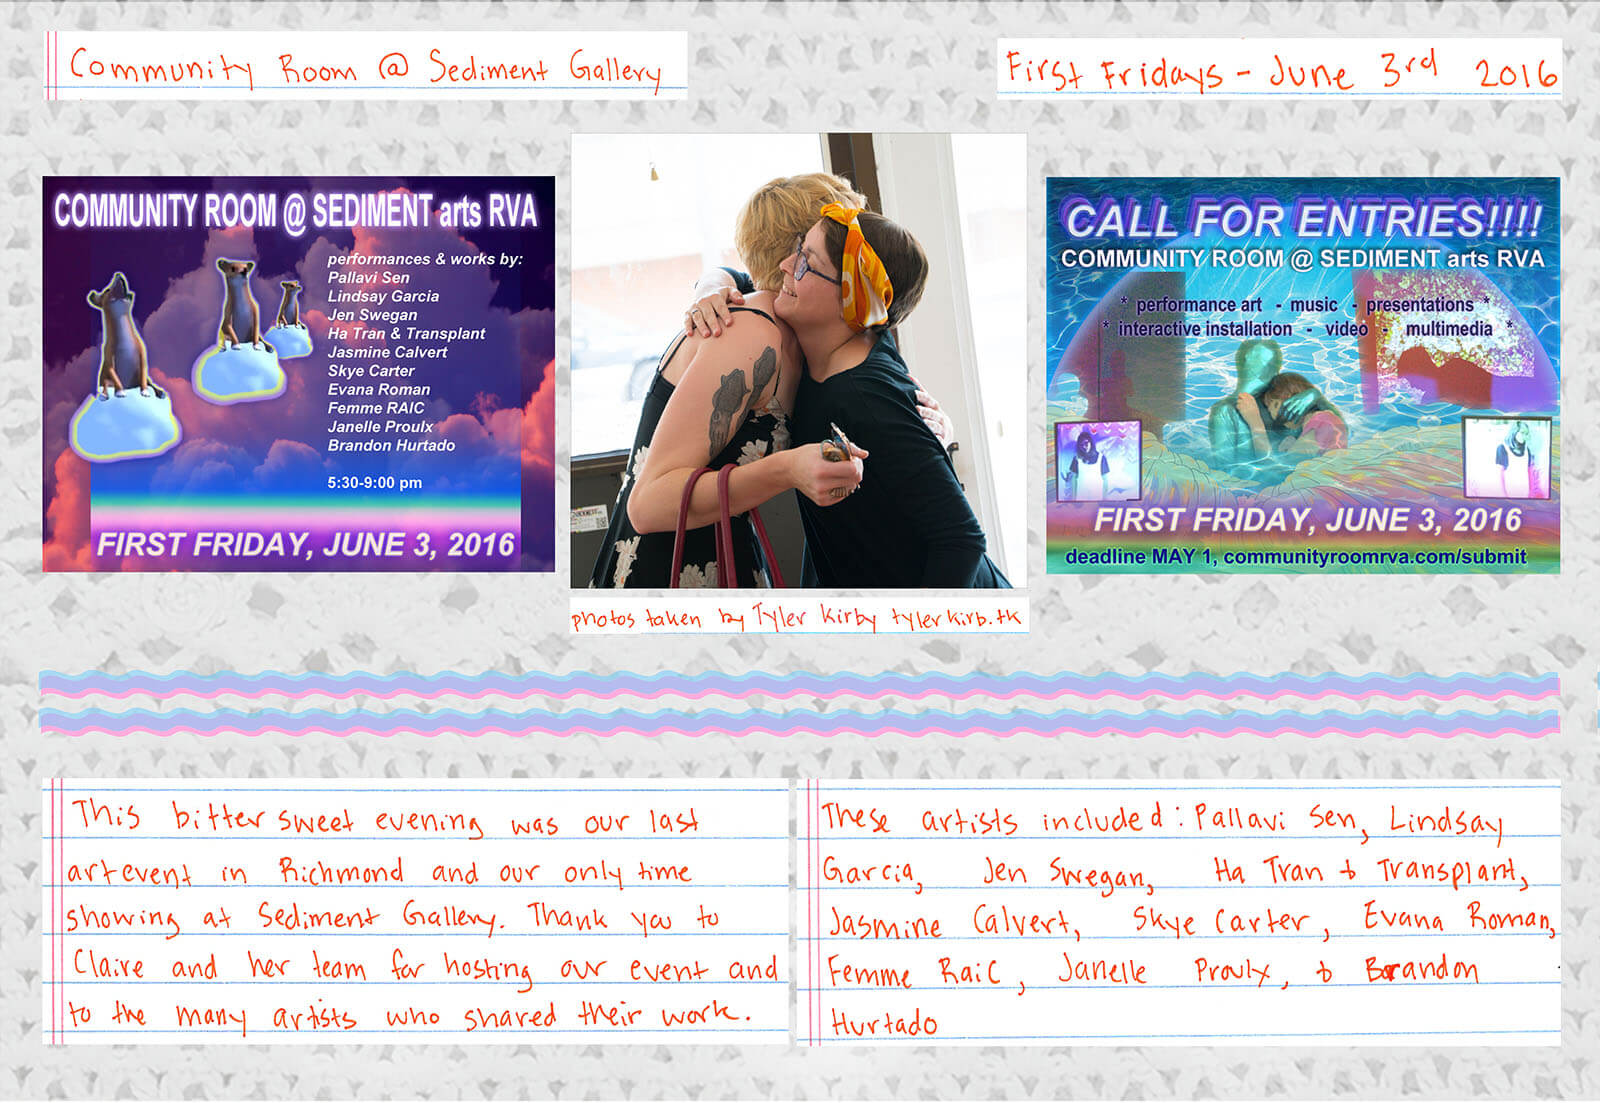 Community Room @ Sediment Gallery
First Fridays - June 3rd 2016
COMMUNITY ROOM @ SEDIMENT arts RVA
performances & works by:
Pallavi Sen
Lindsay Garcia
Jen Swegan
Ha Tran & Transplant
Jasmine Calvert
Skye Carter
Evana Roman
Femme RAIC
Janelle Proulx
Brandon Hurtado
5:30-9:00 pm
FIRST FRIDAY, JUNE 3, 2016
CALL FOR ENTRIES!!!!
COMMUNITY ROOM @ SEDIMENT arts RVA
* performance art - music - presentations *
* interactive installation - video - multimedia *
FIRST FRIDAY, JUNE 3, 2016
deadline MAY 1, communityroomrva.com/submit
photos taken by Tyler Kirby tylerkirb.tk
This bitter sweet evening was our last
art event in Richmond and our only time
showing at Sediment Gallery. Thank you to
Claire and her team for hosting our event and
to the many artists who shared their work.
These artists included: Pallavi Sen, Lindsay
Garcia, Jen Swegan, Ha Tran & Transplant,
Jasmine Calvert, Skye Carter, Evana Roman,
Femme RAIC, Janelle Proulx, & Brandon
Hurtado